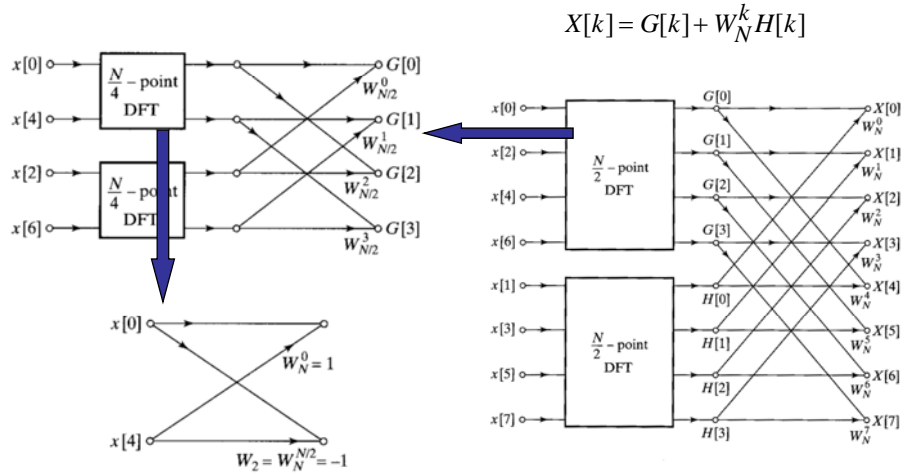 X[k] = G[k] + W_N^k H[k]
x[0]
x[4]
x[2]
x[6]
N/4 – point
DFT
N/4 – point
DFT
G[0]
W_{N/2}^0
G[1]
W_{N/2}^1
G[2]
W_{N/2}^2
G[3]
W_{N/2}^3
x[0]
x[4]
W_N^0 = 1
W_2 = W_N^{N/2} = –1
x[0]
x[2]
x[4]
x[6]
x[1]
x[3]
x[5]
x[7]
N/2 – point
DFT
N/2 – point
DFT
G[0]
G[1]
G[2]
G[3]
H[0]
H[1]
H[2]
H[3]
X[0]
W_N^0
X[1]
W_N^1
X[2]
W_N^2
X[3]
W_N^3
X[4]
W_N^4
X[5]
W_N^5
X[6]
W_N^6
X[7]
W_N^7